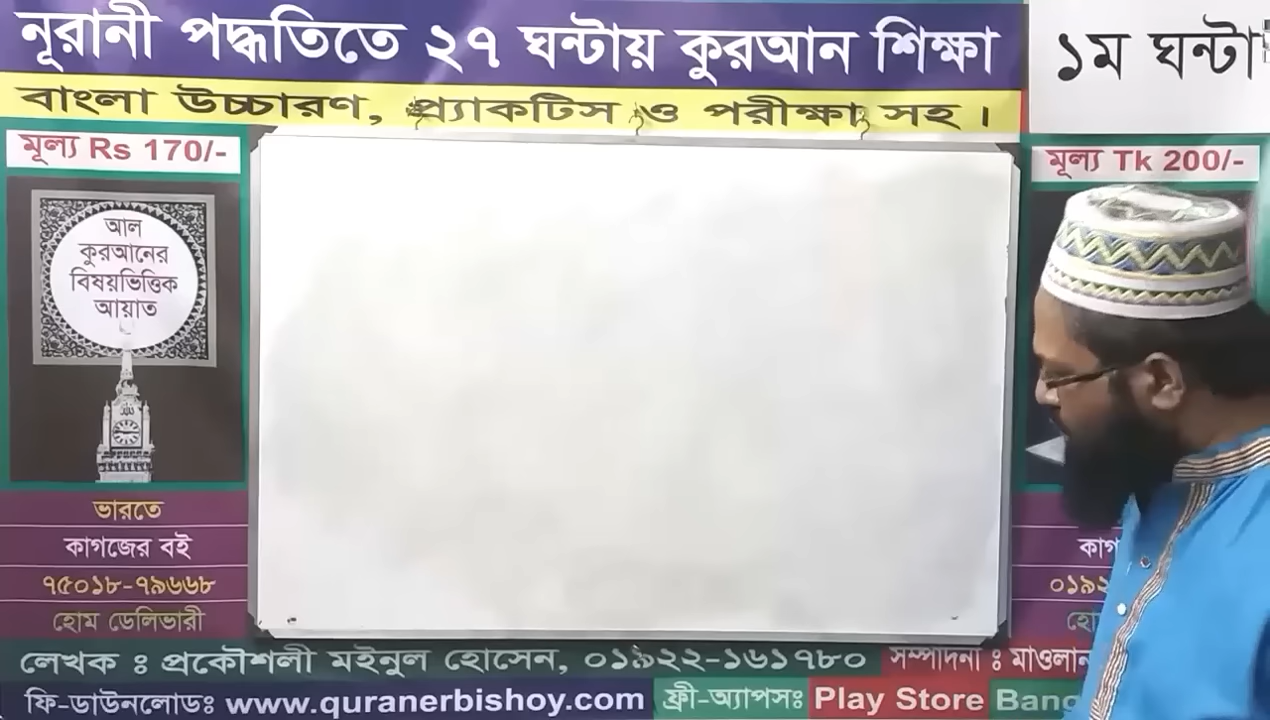 নূরানী পদ্ধতিতে ২৭ ঘন্টায় কুরআন শিক্ষা
১ম ঘন্টা
বাংলা উচ্চারণ, প্র্যাকটিস ও পরীক্ষা সহ।
মূল্য Rs 170/-
মূল্য Tk 200/-
আল
কুরআনের
বিষয়ভিত্তিক
আয়াত
ভারতে
কাগজের বই
৭৫০১৮-৭৯৬৬৮
হোম ডেলিভারী
লেখক ঃ প্রকৌশলী মইনুল হোসেন, ০১৯২২-১৬১৭৮০
সম্পাদনা ঃ
ফি-ডাউনলোডঃ www.quranerbishoy.com
ফ্রী-অ্যাপসঃ Play Store